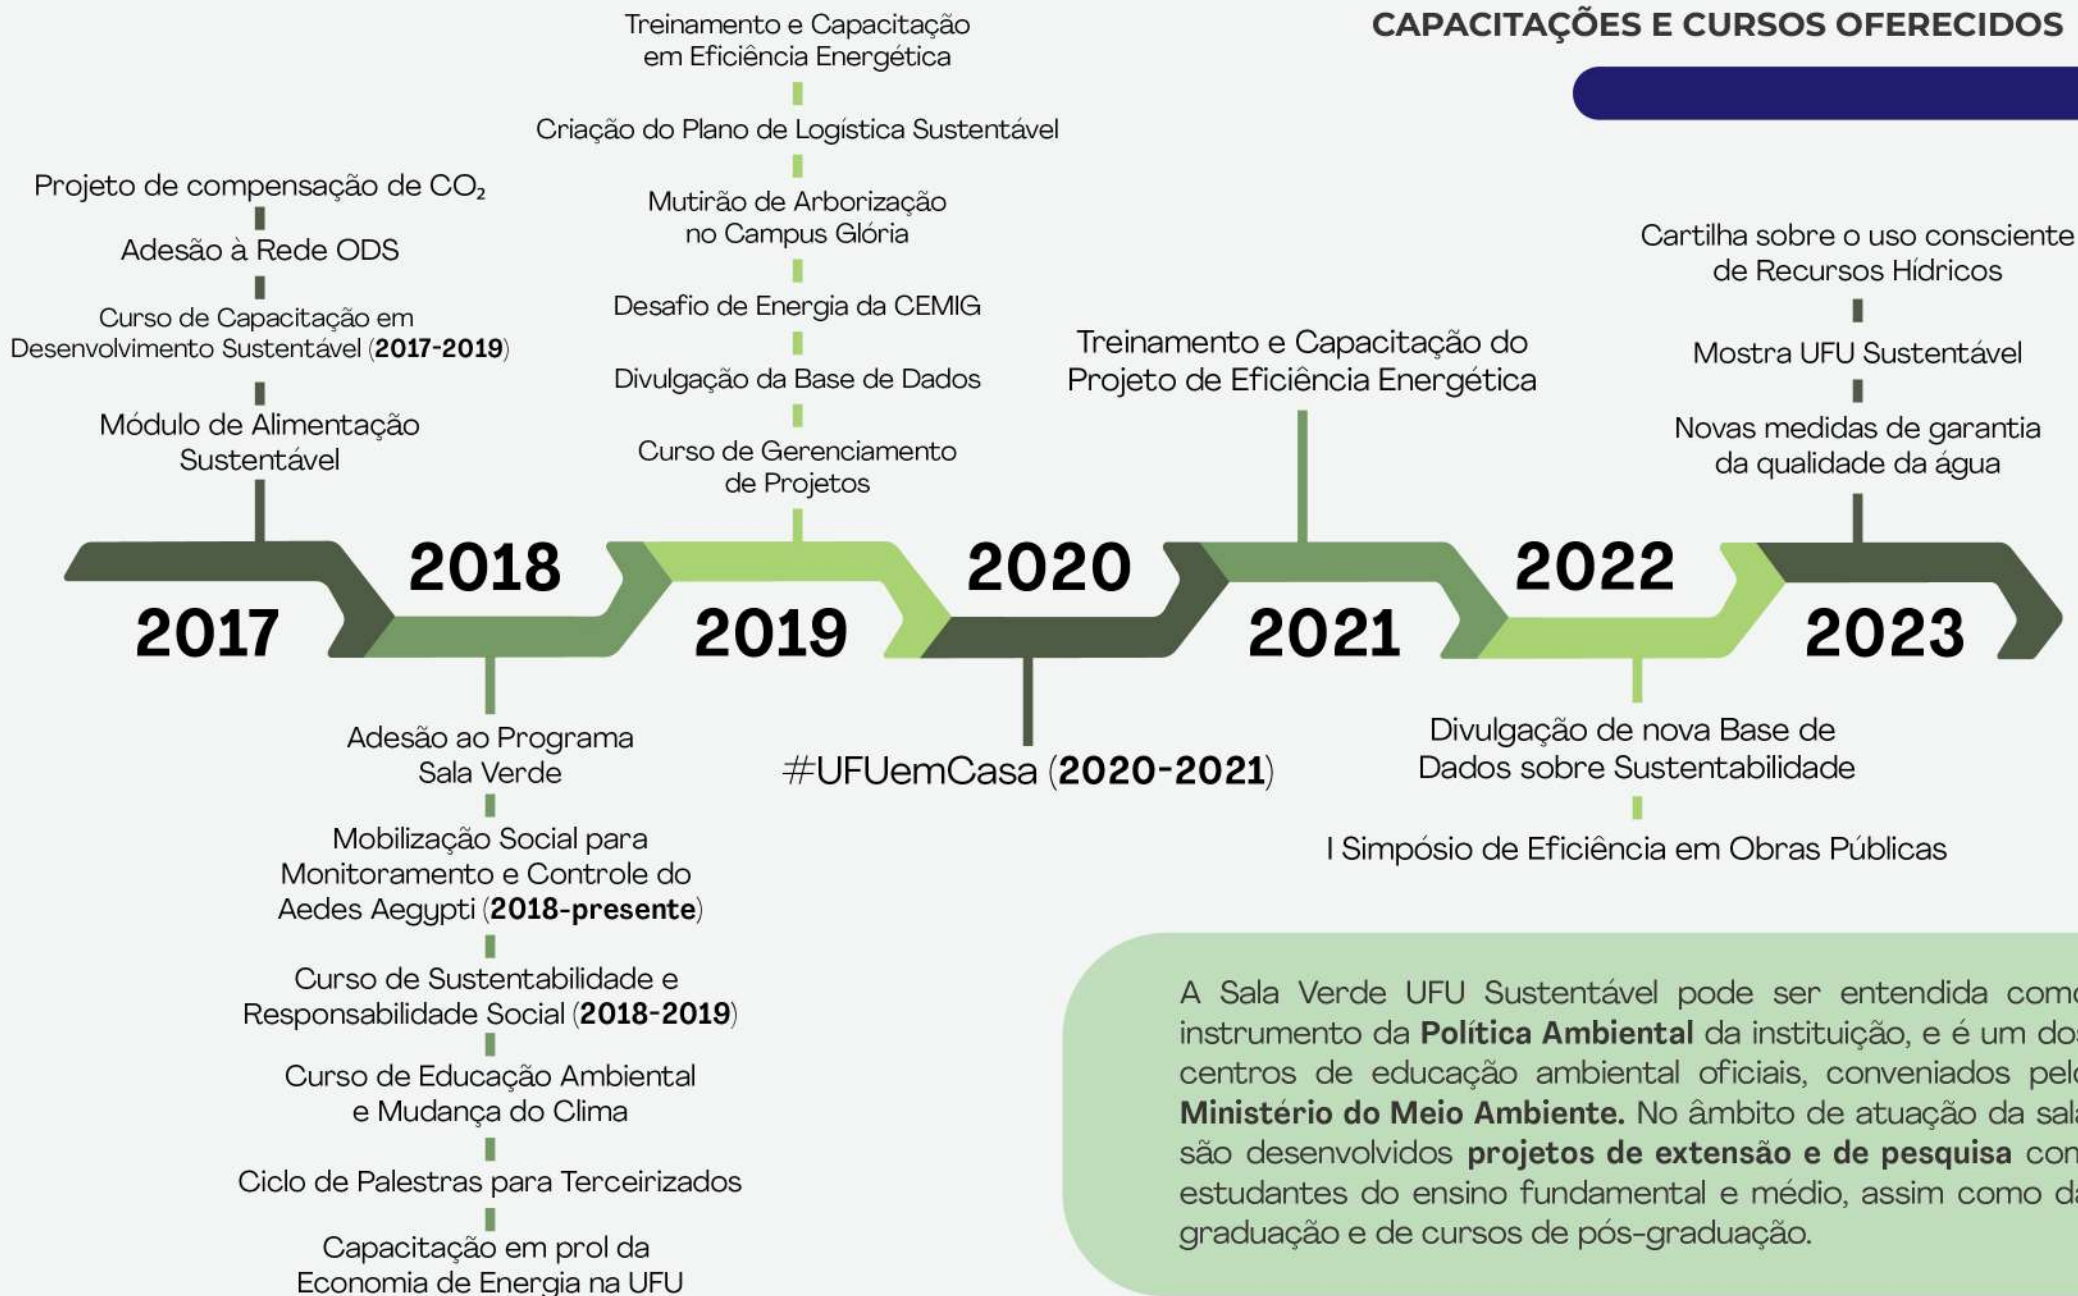 CAPACITAÇÕES E CURSOS OFERECIDOS
Projeto de compensação de CO₂
Adesão à Rede ODS
Curso de Capacitação em
Desenvolvimento Sustentável (2017-2019)
Módulo de Alimentação
Sustentável
2017
2018
Adesão ao Programa
Sala Verde
Mobilização Social para
Monitoramento e Controle do
Aedes Aegypti (2018-presente)
Curso de Sustentabilidade e
Responsabilidade Social (2018-2019)
Curso de Educação Ambiental
e Mudança do Clima
Ciclo de Palestras para Terceirizados
Capacitação em prol da
Economia de Energia na UFU
Treinamento e Capacitação
em Eficiência Energética
Criação do Plano de Logística Sustentável
Mutirão de Arborização
no Campus Glória
Desafio de Energia da CEMIG
Divulgação da Base de Dados
Curso de Gerenciamento
de Projetos
2019
2020
#UFUemCasa (2020-2021)
Treinamento e Capacitação do
Projeto de Eficiência Energética
2021
2022
Divulgação de nova Base de
Dados sobre Sustentabilidade
I Simpósio de Eficiência em Obras Públicas
Cartilha sobre o uso consciente
de Recursos Hídricos
Mostra UFU Sustentável
Novas medidas de garantia
da qualidade da água
2023
A Sala Verde UFU Sustentável pode ser entendida como
instrumento da Política Ambiental da instituição, e é um dos
centros de educação ambiental oficiais, conveniados pelo
Ministério do Meio Ambiente. No âmbito de atuação da sala
são desenvolvidos projetos de extensão e de pesquisa com
estudantes do ensino fundamental e médio, assim como da
graduação e de cursos de pós-graduação.